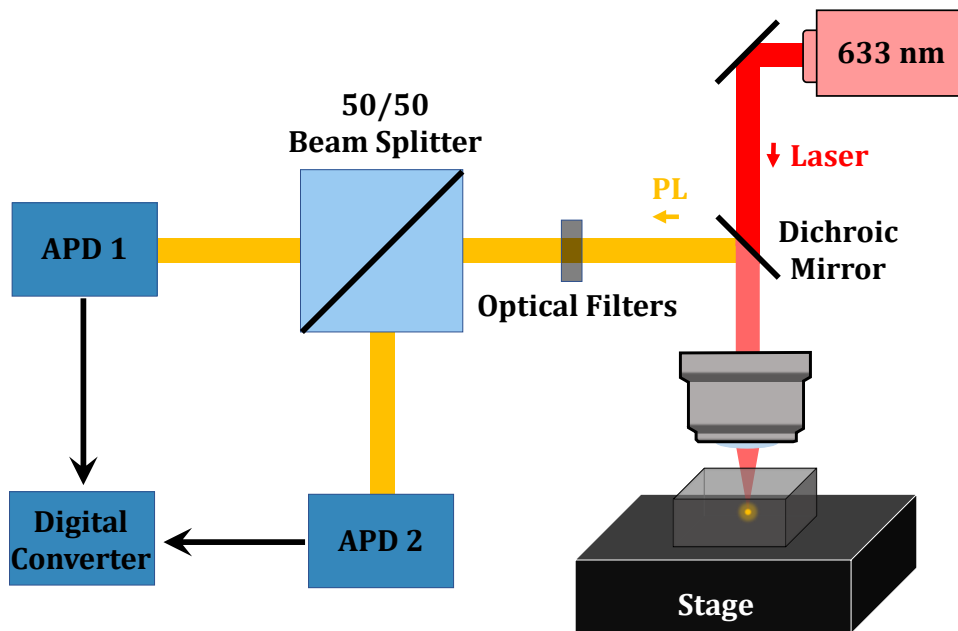 633 nm
50/50
Beam Splitter
Laser
PL
APD 1
Dichroic
Mirror
Optical Filters
Digital
Converter
APD 2
Stage